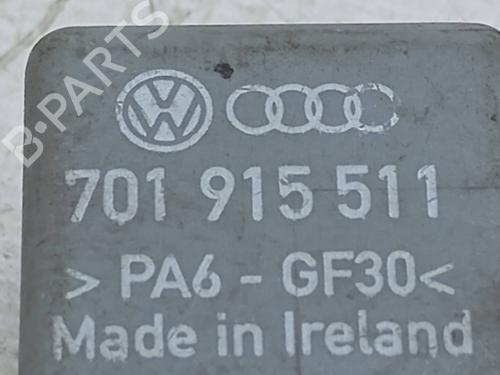 B-PARTS
701 915 511
> PA6 - GF30<
Made in Ireland